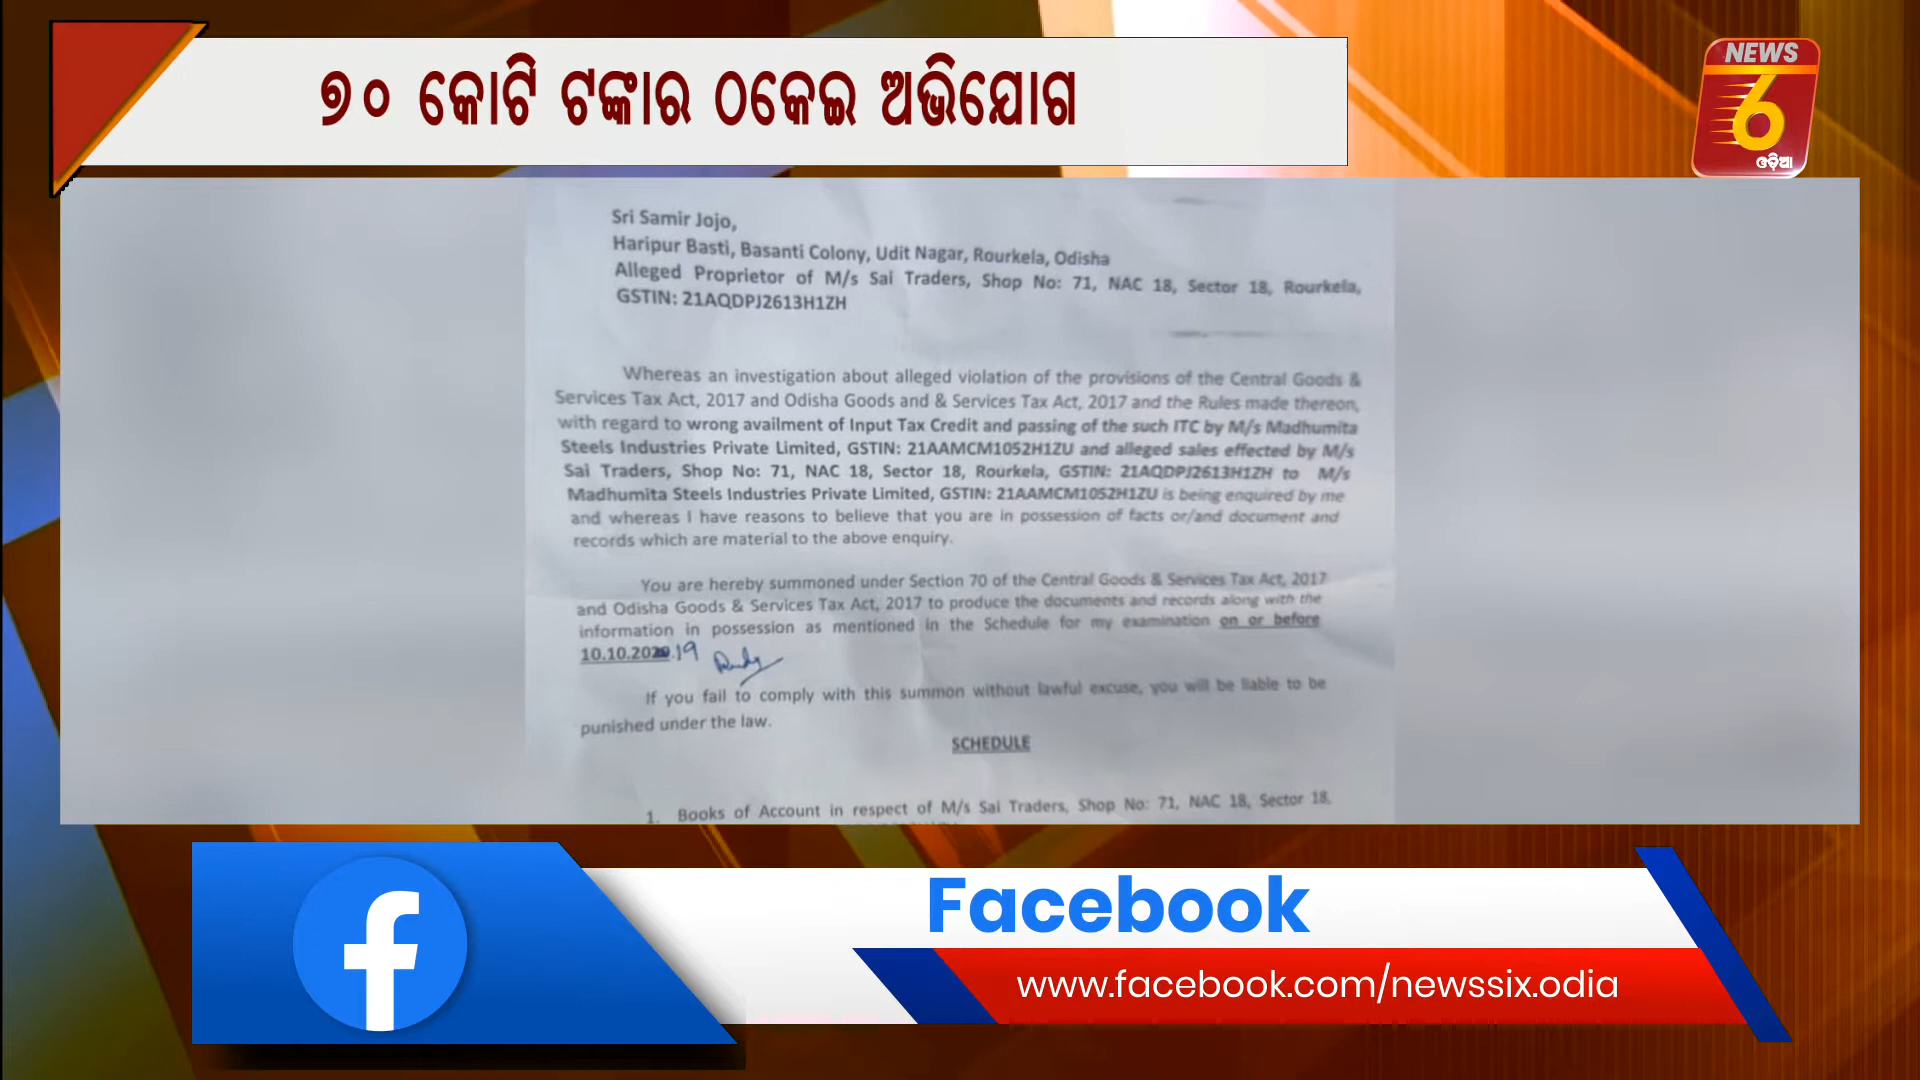 ୭୦ କୋଟି ଟଙ୍କାର ଠକେଇ ଅଭିଯୋଗ
NEWS
6
ଓଡ଼ିଆ
Sri Samir Jojo,
Haripur Basti, Basanti Colony, Udit Nagar, Rourkela, Odisha
Alleged Proprietor of M/s Sai Traders, Shop No: 71, NAC 18, Sector 18, Rourkela,
GSTIN: 21AQDPJ2613H1ZH
Whereas an investigation about alleged violation of the provisions of the Central Goods &
Services Tax Act, 2017 and Odisha Goods and & Services Tax Act, 2017 and the Rules made thereon,
with regard to wrong availment of Input Tax Credit and passing of the such ITC by M/s Madhumita
Steels Industries Private Limited, GSTIN: 21AAMCM1052H1ZU and alleged sales effected by M/s
Sai Traders, Shop No: 71, NAC 18, Sector 18, Rourkela, GSTIN: 21AQDPJ2613H1ZH to M/s
Madhumita Steels Industries Private Limited, GSTIN: 21AAMCM1052H1ZU is being enquired by me
and whereas I have reasons to believe that you are in possession of facts or/and document and
records which are material to the above enquiry.
You are hereby summoned under Section 70 of the Central Goods & Services Tax Act, 2017
and Odisha Goods & Services Tax Act, 2017 to produce the documents and records along with the
information in possession as mentioned in the Schedule for my examination on or before
10.10.2020.19
If you fail to comply with this summon without lawful excuse, you will be liable to be
punished under the law.
SCHEDULE
1. Books of Account in respect of M/s Sai Traders, Shop No: 71, NAC 18, Sector 18,
Facebook
www.facebook.com/newssix.odia